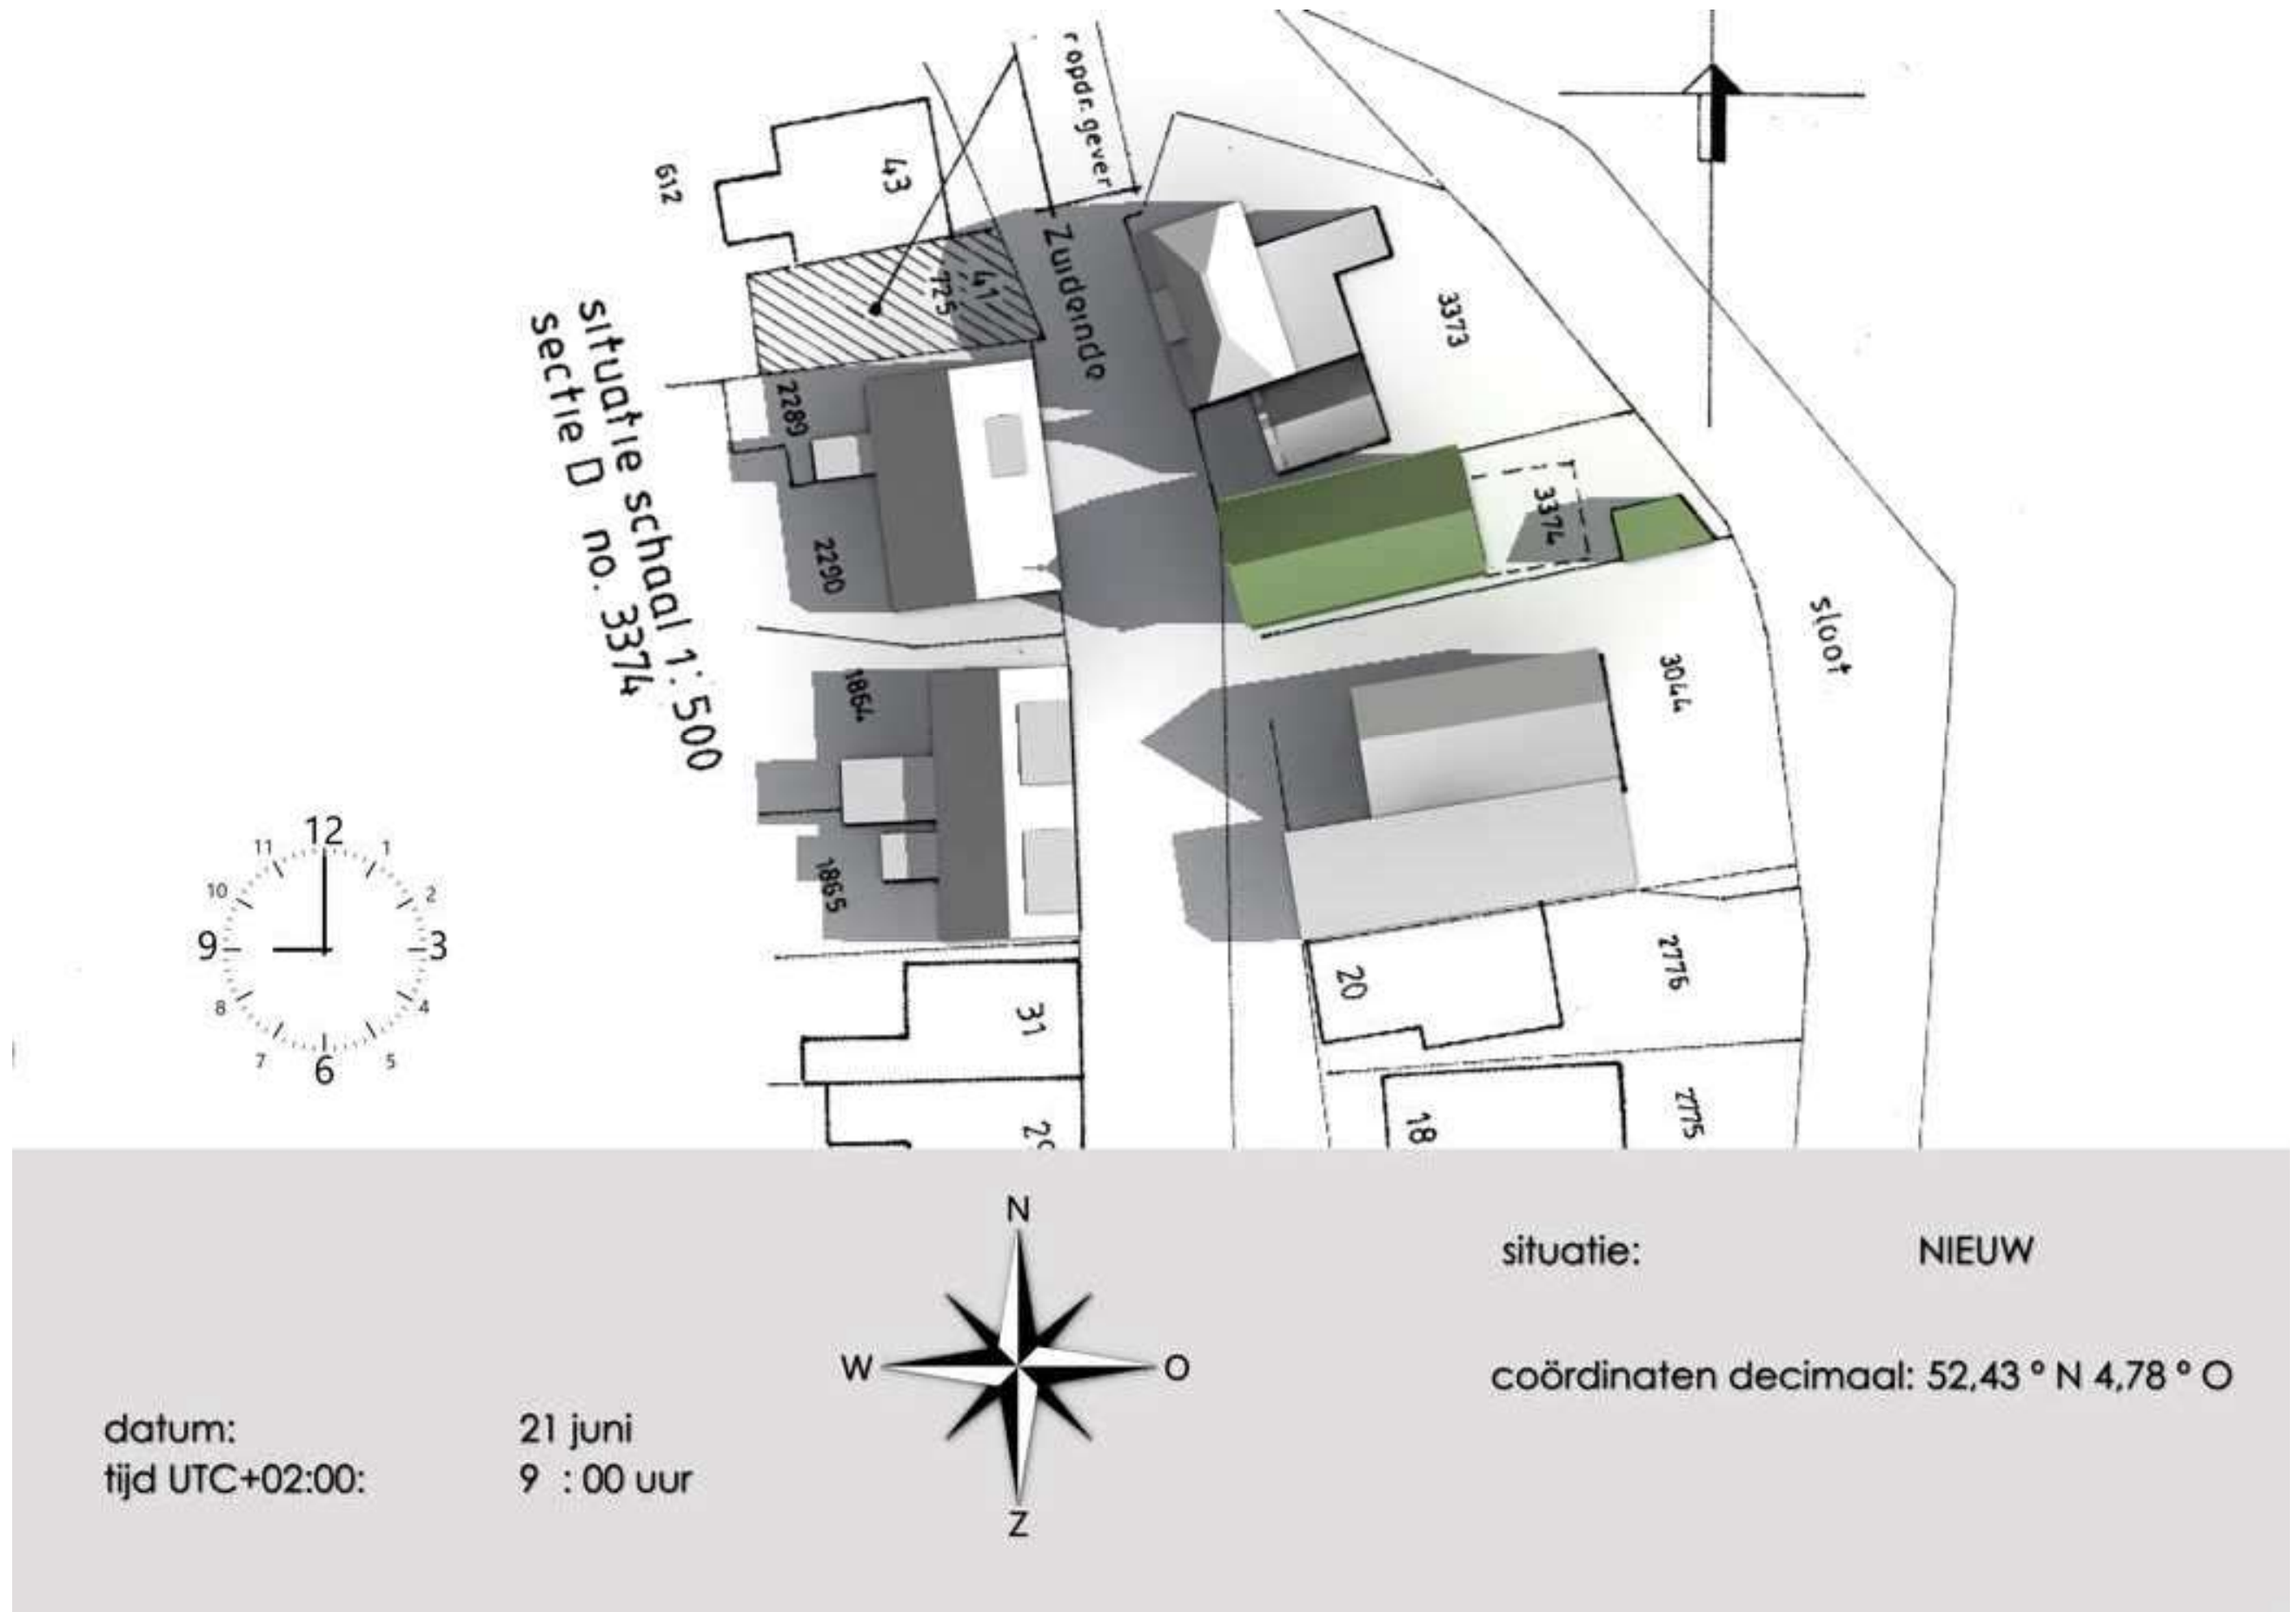 ropdr. gever
43
612
41
725
Zuideinde
3373
situatie schaal 1:500
sectie D no. 3374
2289
3374
2290
sloot
1864
3044
1865
20
2776
31
18
2775
12
11
1
10
2
9
3
8
4
7
5
6
N
W
O
Z
situatie: NIEUW
coördinaten decimaal: 52,43 º N 4,78 º O
datum: 21 juni
tijd UTC+02:00: 9 : 00 uur